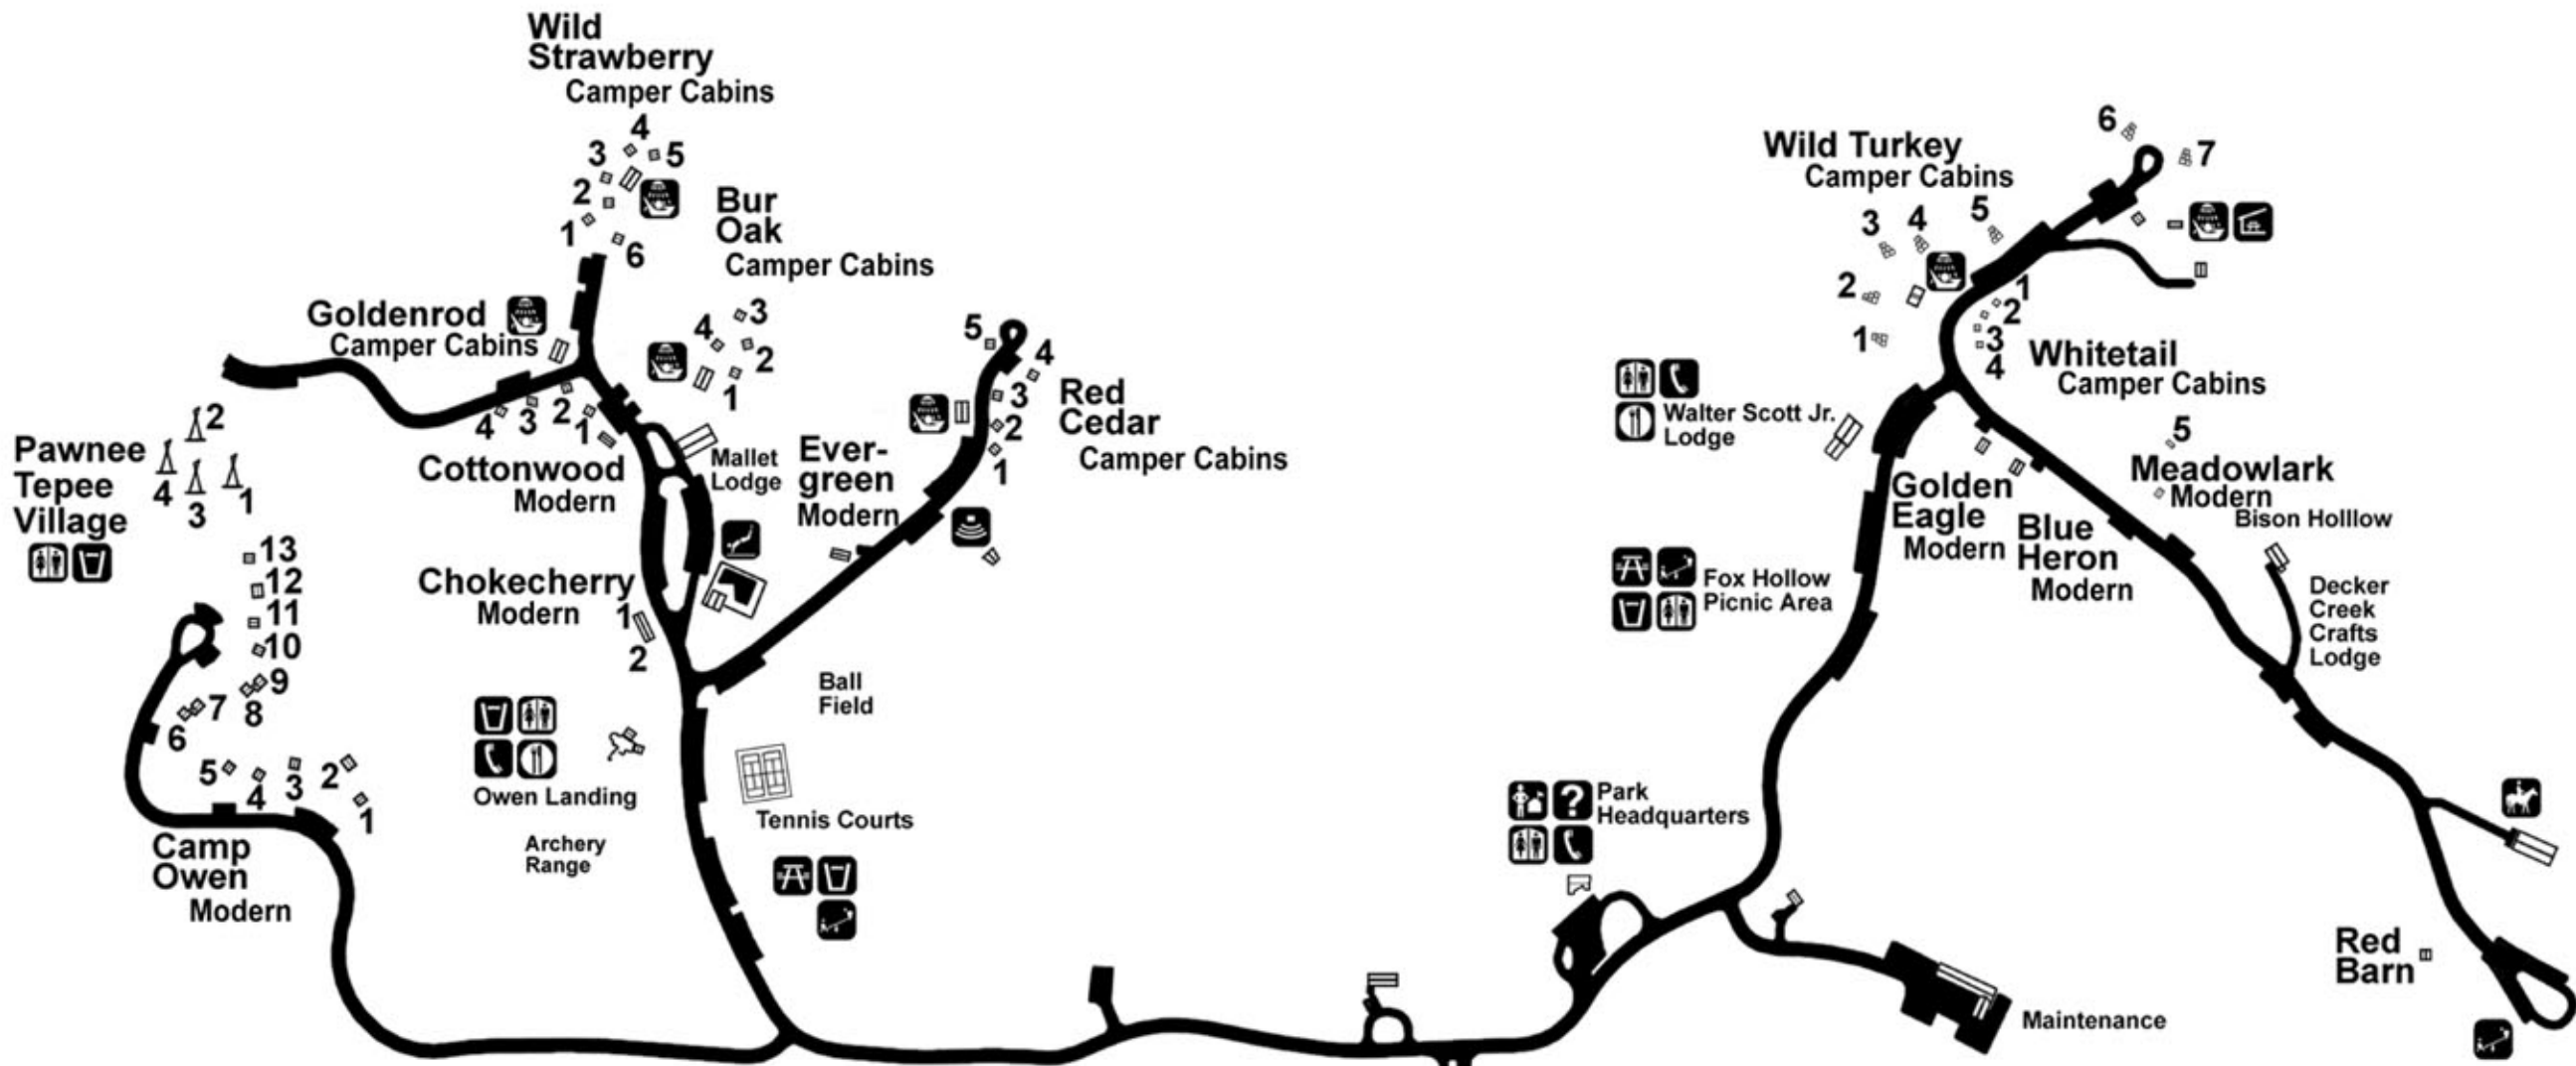 Wild
Strawberry
Camper Cabins
4
3
5
2
1
6
Bur
Oak
Camper Cabins
3
4
2
1
Goldenrod
Camper Cabins
4
3
2
1
Pawnee
Tepee
Village
2
4
3
1
Cottonwood
Modern
Mallet
Lodge
Ever-
green
Modern
5
4
3
2
1
Red
Cedar
Camper Cabins
Chokecherry
Modern
1
2
13
12
11
10
9
8
7
6
5
4
3
2
1
Camp
Owen
Modern
Owen Landing
Archery
Range
Ball
Field
Tennis Courts
Wild Turkey
Camper Cabins
6
7
3
4
5
2
1
1
2
3
4
Whitetail
Camper Cabins
Walter Scott Jr.
Lodge
5
Meadowlark
Modern
Bison Holllow
Golden
Eagle
Modern
Blue
Heron
Modern
Decker
Creek
Crafts
Lodge
Fox Hollow
Picnic Area
?
Park
Headquarters
Red
Barn
Maintenance